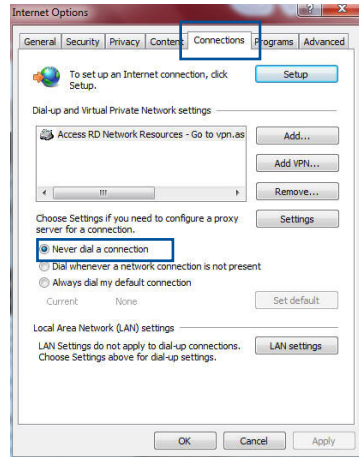 Internet Options
General Security Privacy Content Connections Programs Advanced
To set up an Internet connection, click
Setup.
Setup
Dial-up and Virtual Private Network settings
Access RD Network Resources - Go to vpn.as
Add...
Add VPN...
Remove...
Choose Settings if you need to configure a proxy
server for a connection.
Settings
Never dial a connection
Dial whenever a network connection is not present
Always dial my default connection
Current None
Set default
Local Area Network (LAN) settings
LAN Settings do not apply to dial-up connections.
Choose Settings above for dial-up settings.
LAN settings
OK Cancel Apply